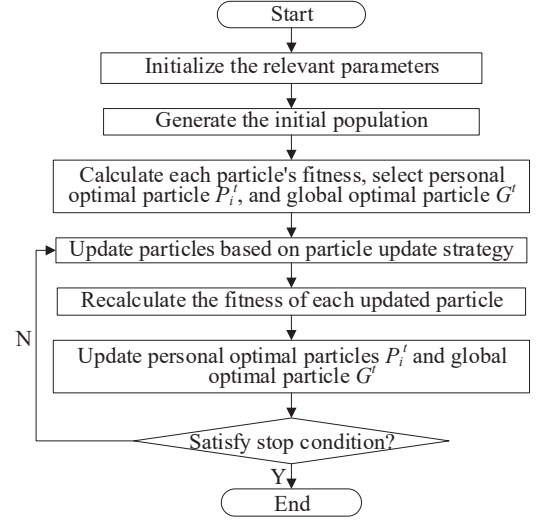 Start
Initialize the relevant parameters
Generate the initial population
Calculate each particle's fitness, select personal
optimal particle P_i^t, and global optimal particle G^t
Update particles based on particle update strategy
Recalculate the fitness of each updated particle
N
Update personal optimal particles P_i^t and global
optimal particle G^t
Satisfy stop condition?
Y
End